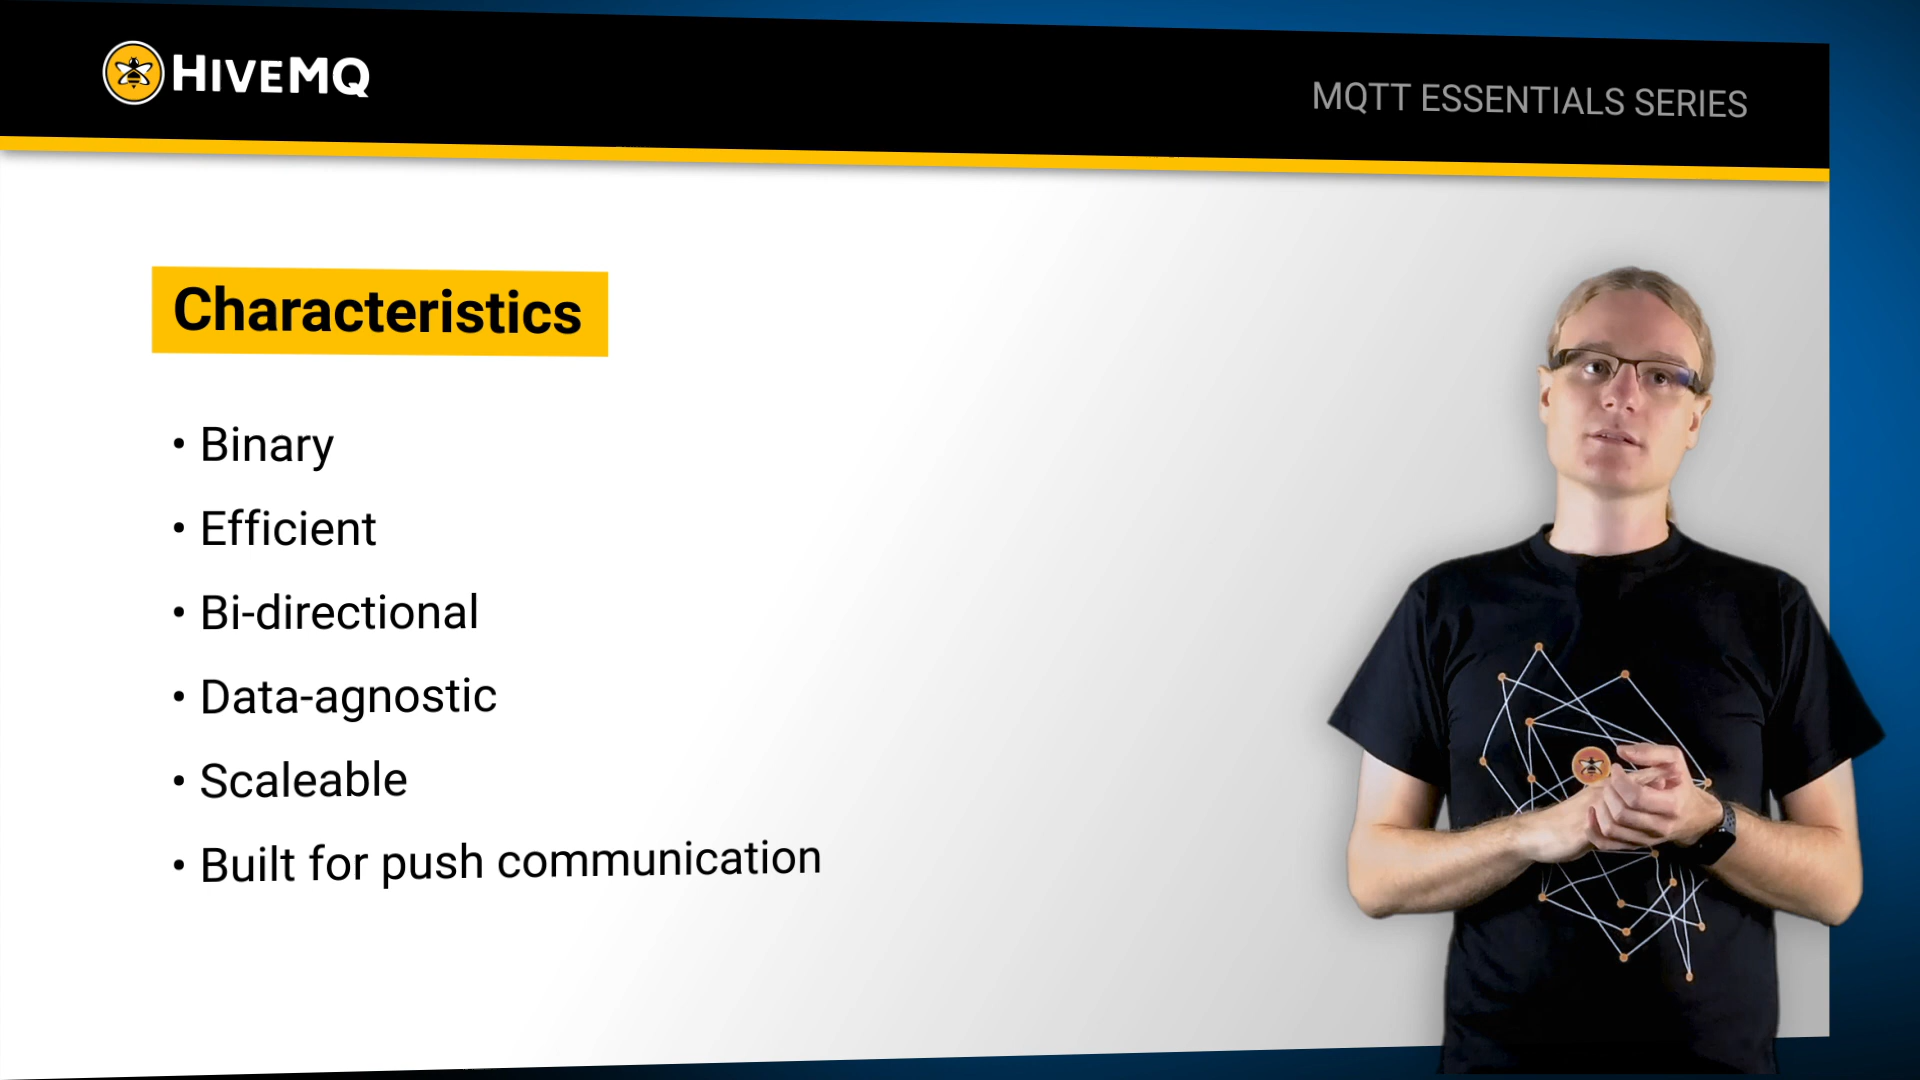 HIVEMQ
MQTT ESSENTIALS SERIES
Characteristics
• Binary
• Efficient
• Bi-directional
• Data-agnostic
• Scaleable
• Built for push communication